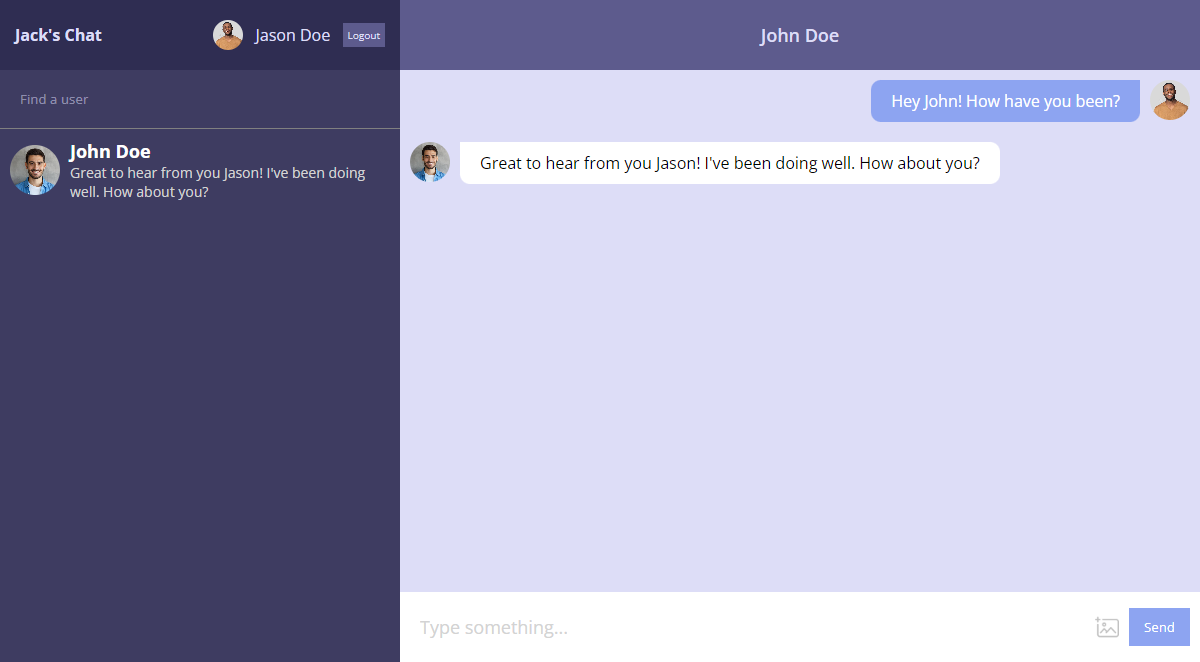 Jack's Chat
Jason Doe
Logout
Find a user
John Doe
Great to hear from you Jason! I've been doing
well. How about you?
John Doe
Hey John! How have you been?
Great to hear from you Jason! I've been doing well. How about you?
Type something...
Send